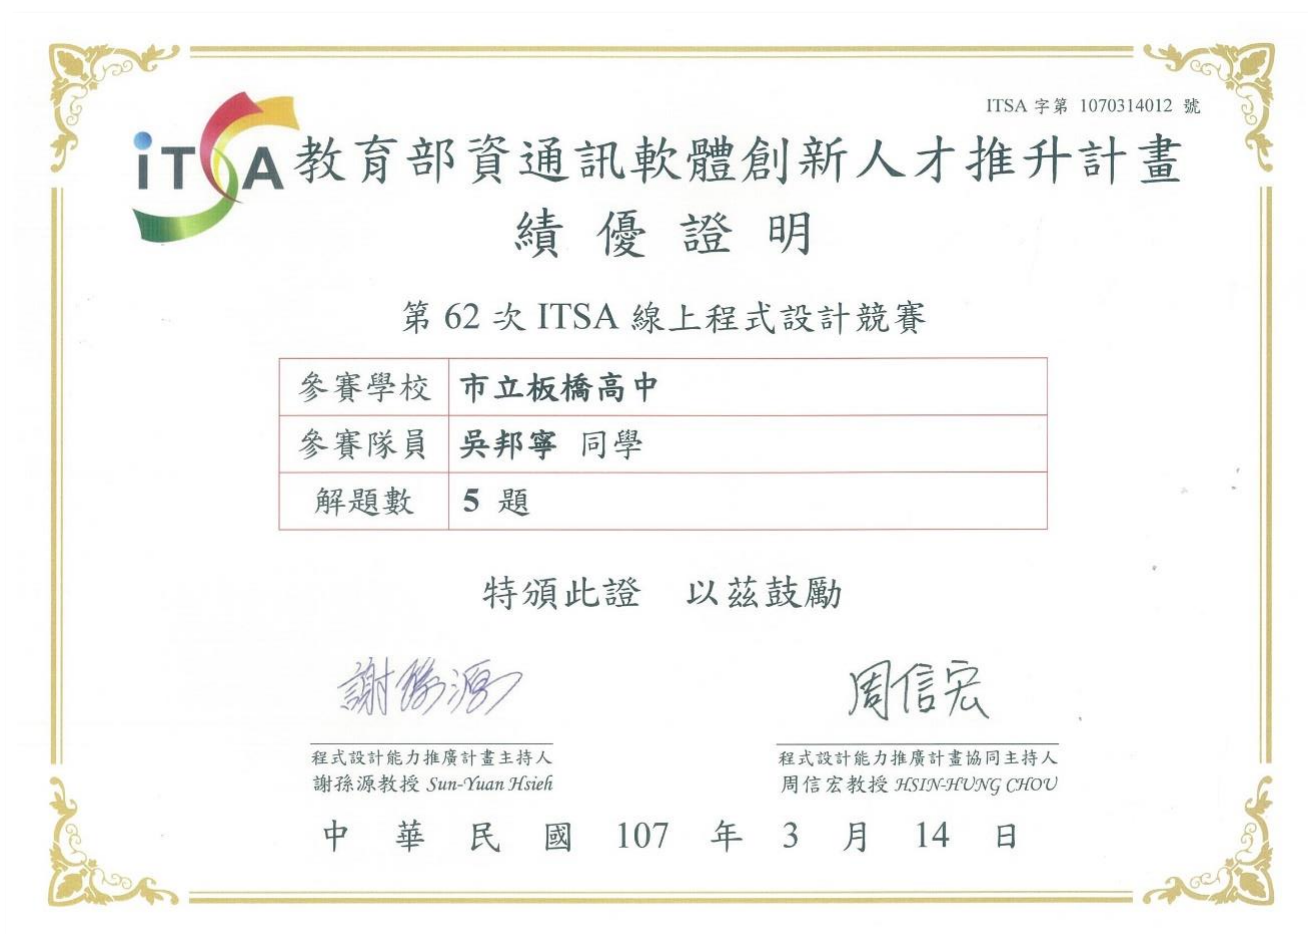 ITSA 字第 1070314012 號
iTSA 教育部資通訊軟體創新人才推升計畫
績優證明
第 62 次 ITSA 線上程式設計競賽
參賽學校 市立板橋高中
參賽隊員 吳邦寧 同學
解題數 5 題
特頒此證 以茲鼓勵
謝孫源 周信宏
程式設計能力推廣計畫主持人 程式設計能力推廣計畫協同主持人
謝孫源教授 Sun-Yuan Hsieh 周信宏教授 HSIN-HUNG CHOU
中華民國 107 年 3 月 14 日